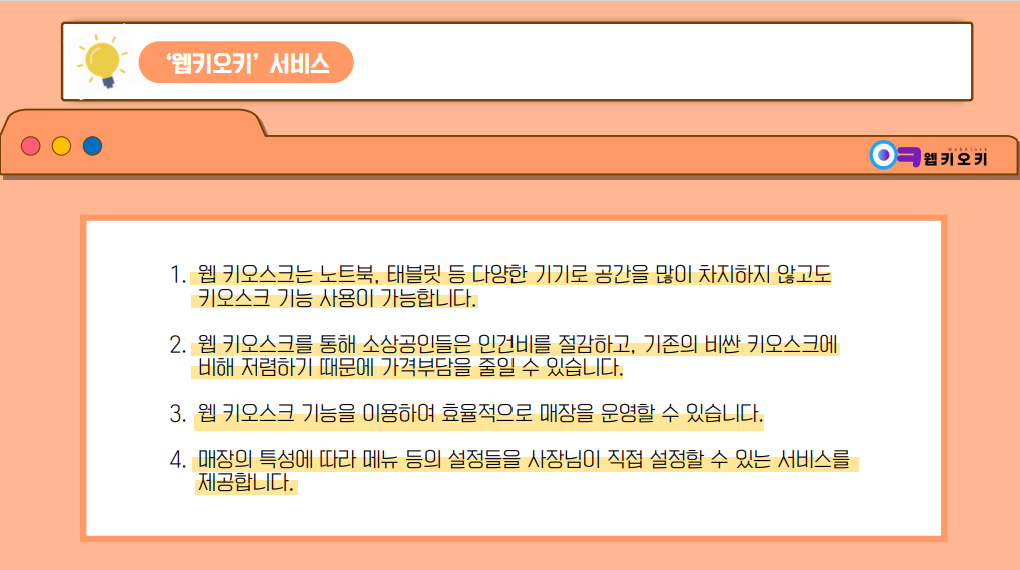 ‘웹키오키’ 서비스
웹키오키
1. 웹 키오스크는 노트북, 태블릿 등 다양한 기기로 공간을 많이 차지하지 않고도
키오스크 기능 사용이 가능합니다.
2. 웹 키오스크를 통해 소상공인들은 인건비를 절감하고, 기존의 비싼 키오스크에
비해 저렴하기 때문에 가격부담을 줄일 수 있습니다.
3. 웹 키오스크 기능을 이용하여 효율적으로 매장을 운영할 수 있습니다.
4. 매장의 특성에 따라 메뉴 등의 설정들을 사장님이 직접 설정할 수 있는 서비스를
제공합니다.